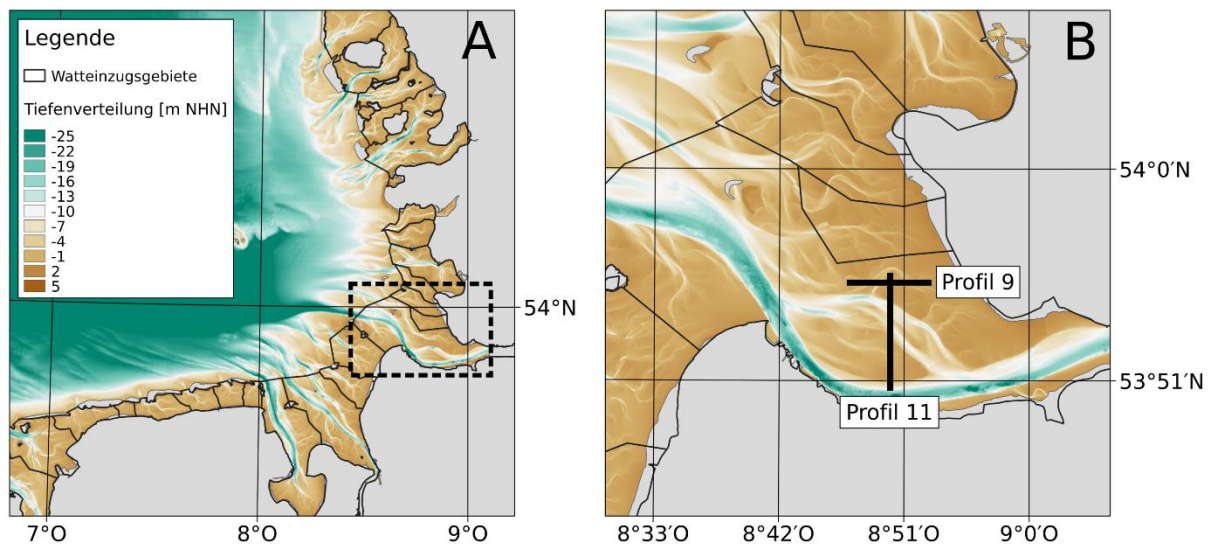 Legende
Watteinzugsgebiete
Tiefenverteilung [m NHN]
-25
-22
-19
-16
-13
-10
-7
-4
-1
2
5
A
54°N
7°O
8°O
9°O
B
Profil 9
Profil 11
54°0′N
53°51′N
8°33′O
8°42′O
8°51′O
9°0′O